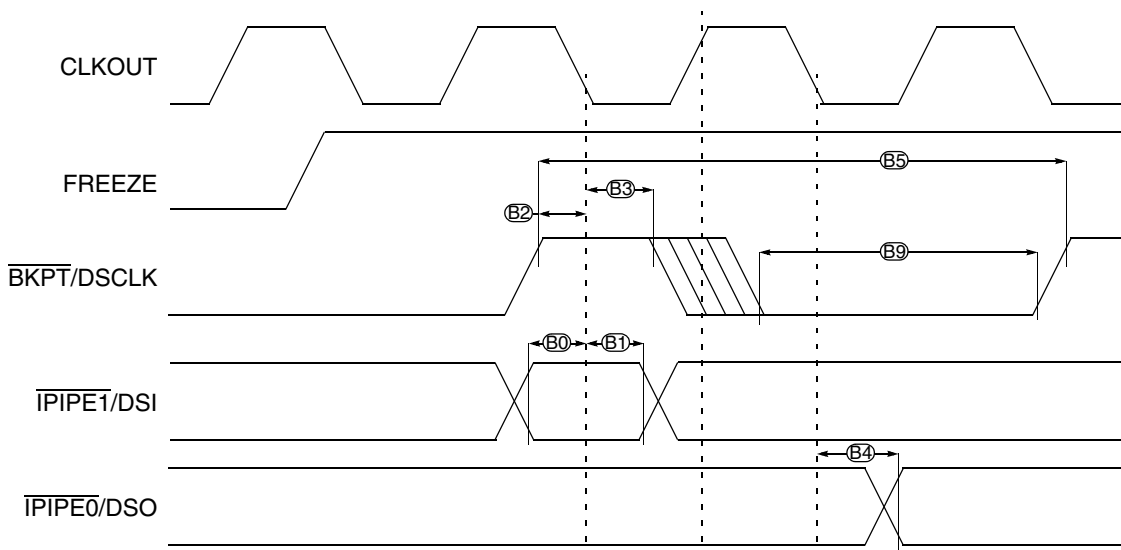 CLKOUT
FREEZE
B5
B3
B2
BKPT/DSCLK
B9
B0
B1
IPIPE1/DSI
B4
IPIPE0/DSO